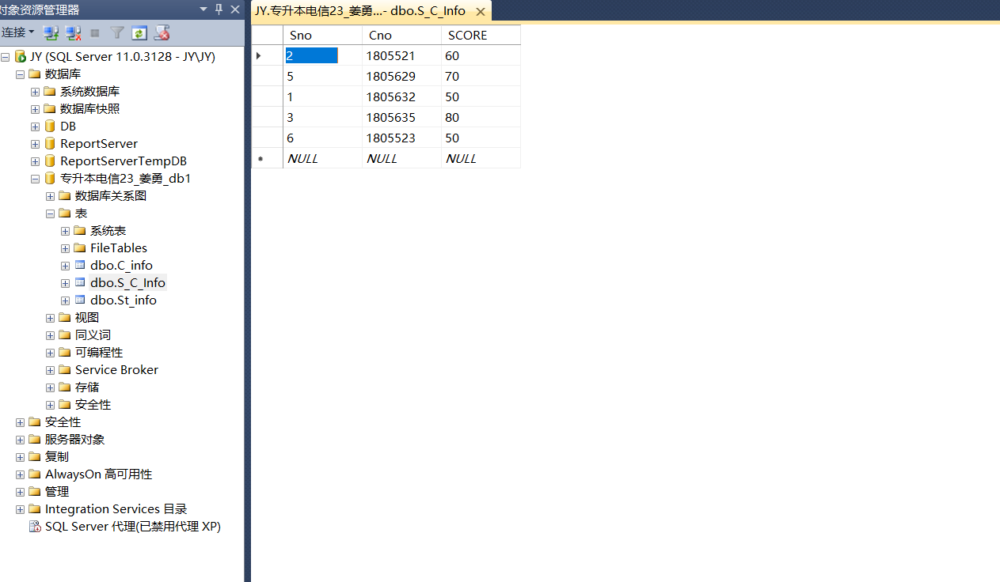 对象资源管理器
连接
JY (SQL Server 11.0.3128 - JY\JY)
数据库
系统数据库
数据库快照
DB
ReportServer
ReportServerTempDB
专升本电信23_姜勇_db1
数据库关系图
表
系统表
FileTables
dbo.C_info
dbo.S_C_Info
dbo.St_info
视图
同义词
可编程性
Service Broker
存储
安全性
安全性
服务器对象
复制
AlwaysOn 高可用性
管理
Integration Services 目录
SQL Server 代理(已禁用代理 XP)
JY.专升本电信23_姜勇...- dbo.S_C_Info
Sno Cno SCORE
2 1805521 60
5 1805629 70
1 1805632 50
3 1805635 80
6 1805523 50
NULL NULL NULL